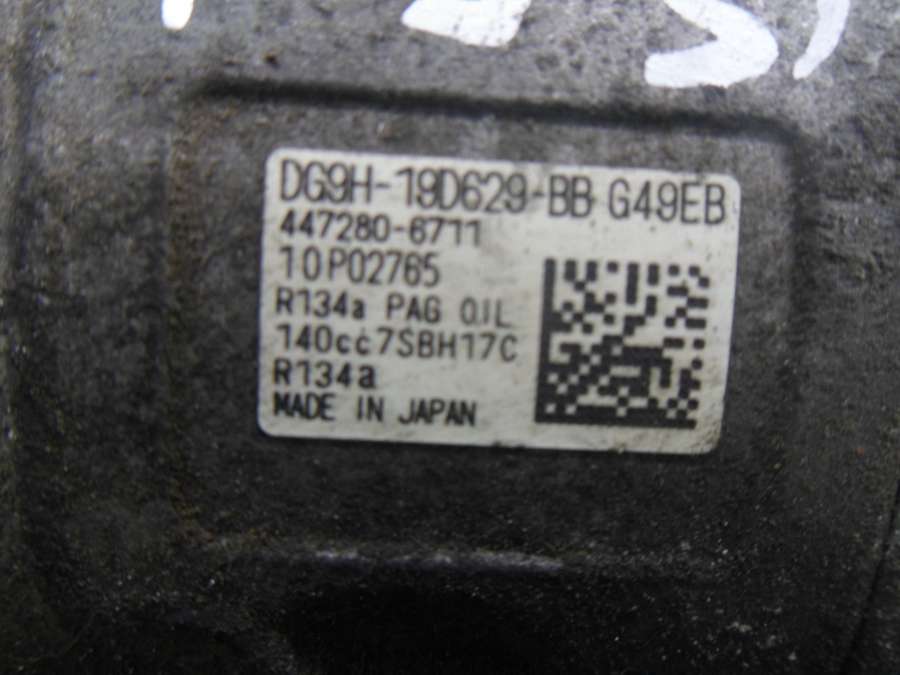 DG9H-19D629-BB G49EB
447280-6711
10P02765
R134a PAG OIL
140cc7SBH17C
R134a
MADE IN JAPAN